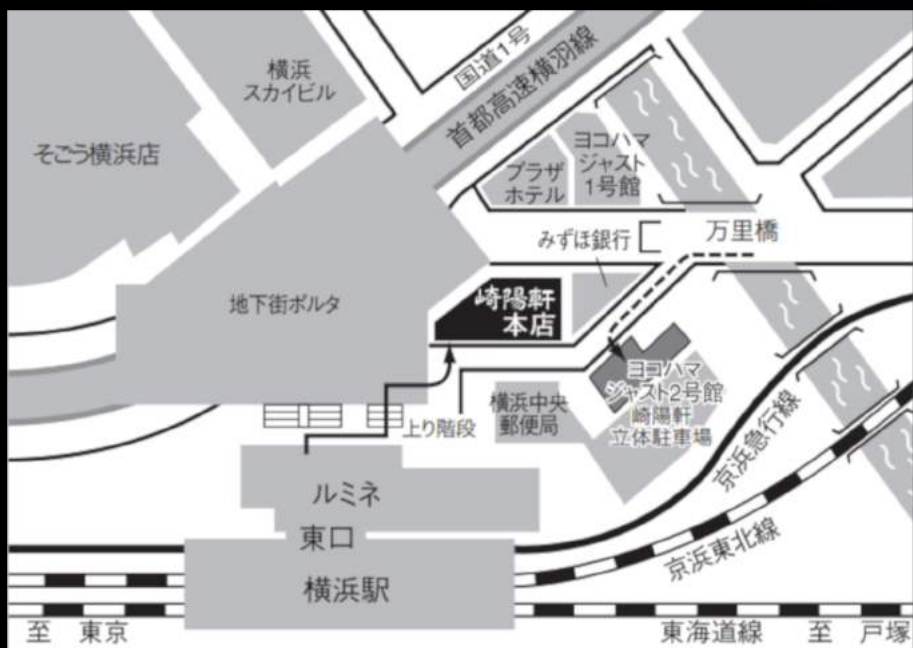 国道1号
首都高速横羽線
横浜
スカイビル
そごう横浜店
プラザ
ホテル
ヨコハマ
ジャスト
1号館
みずほ銀行
万里橋
地下街ポルタ
崎陽軒
本店
上り階段
横浜中央
郵便局
ヨコハマ
ジャスト2号館
崎陽軒
立体駐車場
京浜急行線
京浜東北線
ルミネ
東口
横浜駅
至 東京
東海道線 至 戸塚